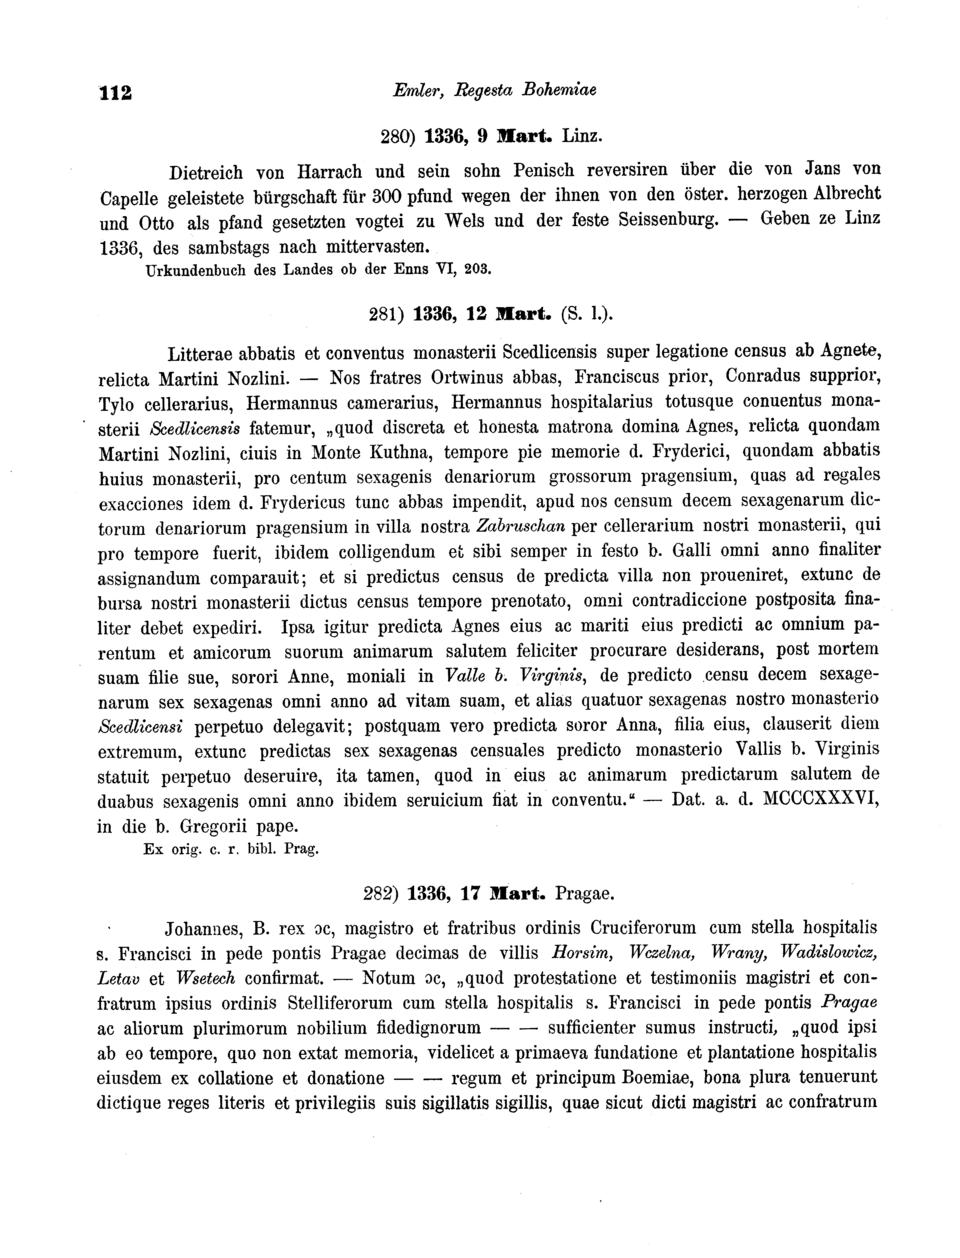 112
Emler, Regesta Bohemiae
280) 1336, 9 Mart. Linz.
Dietreich von Harrach und sein sohn Penisch reversiren über die von Jans von
Capelle geleistete bürgschaft für 300 pfund wegen der ihnen von den öster. herzogen Albrecht
und Otto als pfand gesetzten vogtei zu Wels und der feste Seissenburg. — Geben ze Linz
1336, des sambstags nach mittervasten.
Urkundenbuch des Landes ob der Enns VI, 203.
281) 1336, 12 Mart. (S. l.).
Litterae abbatis et conventus monasterii Scedlicensis super legatione census ab Agnete,
relicta Martini Nozlini. — Nos fratres Ortwinus abbas, Franciscus prior, Conradus supprior,
Tylo cellerarius, Hermannus camerarius, Hermannus hospitalarius totusque conuentus mona-
sterii Scedlicensis fatemur, „quod discreta et honesta matrona domina Agnes, relicta quondam
Martini Nozlini, ciuis in Monte Kuthna, tempore pie memorie d. Fryderici, quondam abbatis
huius monasterii, pro centum sexagenis denariorum grossorum pragensium, quas ad regales
exacciones idem d. Frydericus tunc abbas impendit, apud nos censum decem sexagenarum dic-
torum denariorum pragensium in villa nostra Zabruschan per cellerarium nostri monasterii, qui
pro tempore fuerit, ibidem colligendum et sibi semper in festo b. Galli omni anno finaliter
assignandum comparauit; et si predictus census de predicta villa non proueniret, extunc de
bursa nostri monasterii dictus census tempore prenotato, omni contradiccione postposita fina-
liter debet expediri. Ipsa igitur predicta Agnes eius ac mariti eius predicti ac omnium pa-
rentum et amicorum suorum animarum salutem feliciter procurare desiderans, post mortem
suam filie sue, sorori Anne, moniali in Valle b. Virginis, de predicto censu decem sexage-
narum sex sexagenas omni anno ad vitam suam, et alias quatuor sexagenas nostro monasterio
Scedlicensi perpetuo delegavit; postquam vero predicta soror Anna, filia eius, clauserit diem
extremum, extunc predictas sex sexagenas censuales predicto monasterio Vallis b. Virginis
statuit perpetuo deseruire, ita tamen, quod in eius ac animarum predictarum salutem de
duabus sexagenis omni anno ibidem seruicium fiat in conventu.“ — Dat. a. d. MCCCXXXVI,
in die b. Gregorii pape.
Ex orig. c. r. bibl. Prag.
282) 1336, 17 Mart. Pragae.
Johannes, B. rex ɔc, magistro et fratribus ordinis Cruciferorum cum stella hospitalis
s. Francisci in pede pontis Prage decimas de villis Horsim, Wczelna, Wrany, Wadislowicz,
Letav et Wsetech confirmat. — Notum ɔc, „quod protestatione et testimoniis magistri et con-
fratrum ipsius ordinis Stelliferorum cum stella hospitalis s. Francisci in pede pontis Pragae
ac aliorum plurimorum nobilium fidedignorum — — sufficienter sumus instructi, „quod ipsi
ab eo tempore, quo non extat memoria, videlicet a primaeva fundatione et plantatione hospitalis
eiusdem ex collatione et donatione — — regum et principum Boemiae, bona plura tenuerunt
dictique reges literis et privilegiis suis sigillatis sigillis, quae sicut dicti magistri ac confratrum